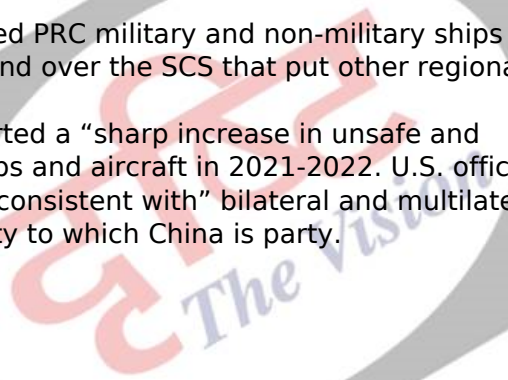 ed PRC military and non-military ships
nd over the SCS that put other regiona
rted a “sharp increase in unsafe and
ps and aircraft in 2021-2022. U.S. offic
consistent with” bilateral and multilate
ty to which China is party.
दृष्टि
The Vision